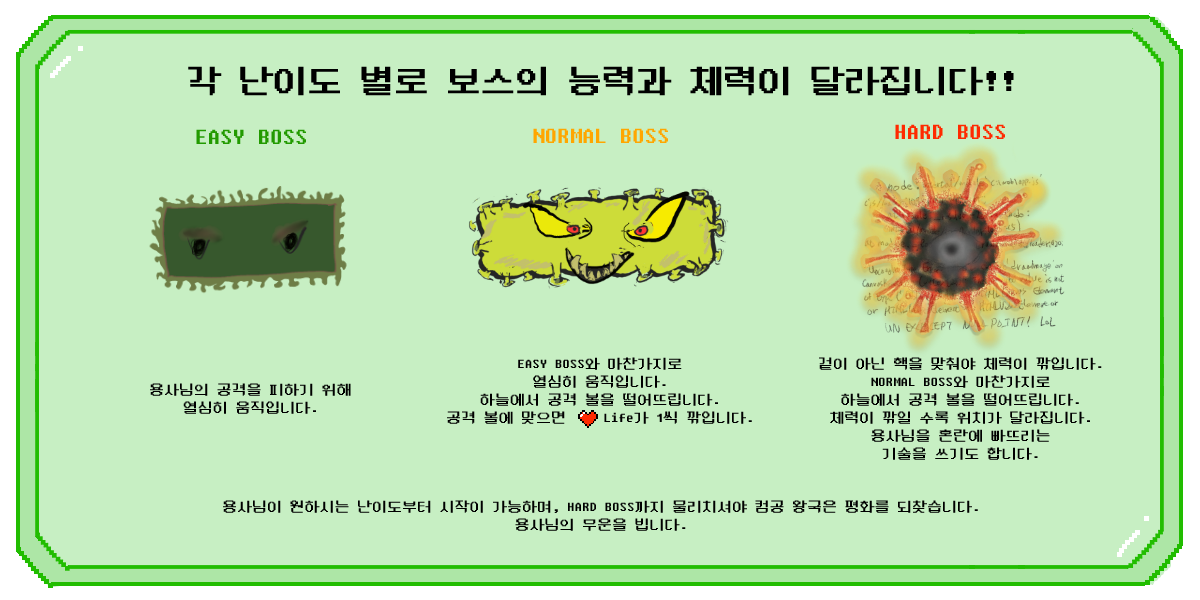 각 난이도 별로 보스의 능력과 체력이 달라집니다!!
EASY BOSS
NORMAL BOSS
HARD BOSS
용사님의 공격을 피하기 위해
열심히 움직입니다.
EASY BOSS와 마찬가지로
열심히 움직입니다.
하늘에서 공격 볼을 떨어뜨립니다.
공격 볼에 맞으면 Life가 1씩 깎입니다.
겉이 아닌 핵을 맞춰야 체력이 깎입니다.
NORMAL BOSS와 마찬가지로
하늘에서 공격 볼을 떨어뜨립니다.
체력이 깎일 수록 위치가 달라집니다.
용사님을 혼란에 빠뜨리는
기술을 쓰기도 합니다.
용사님이 원하시는 난이도부터 시작이 가능하며, HARD BOSS까지 물리치셔야 컴공 왕국은 평화를 되찾습니다.
용사님의 무운을 빕니다.